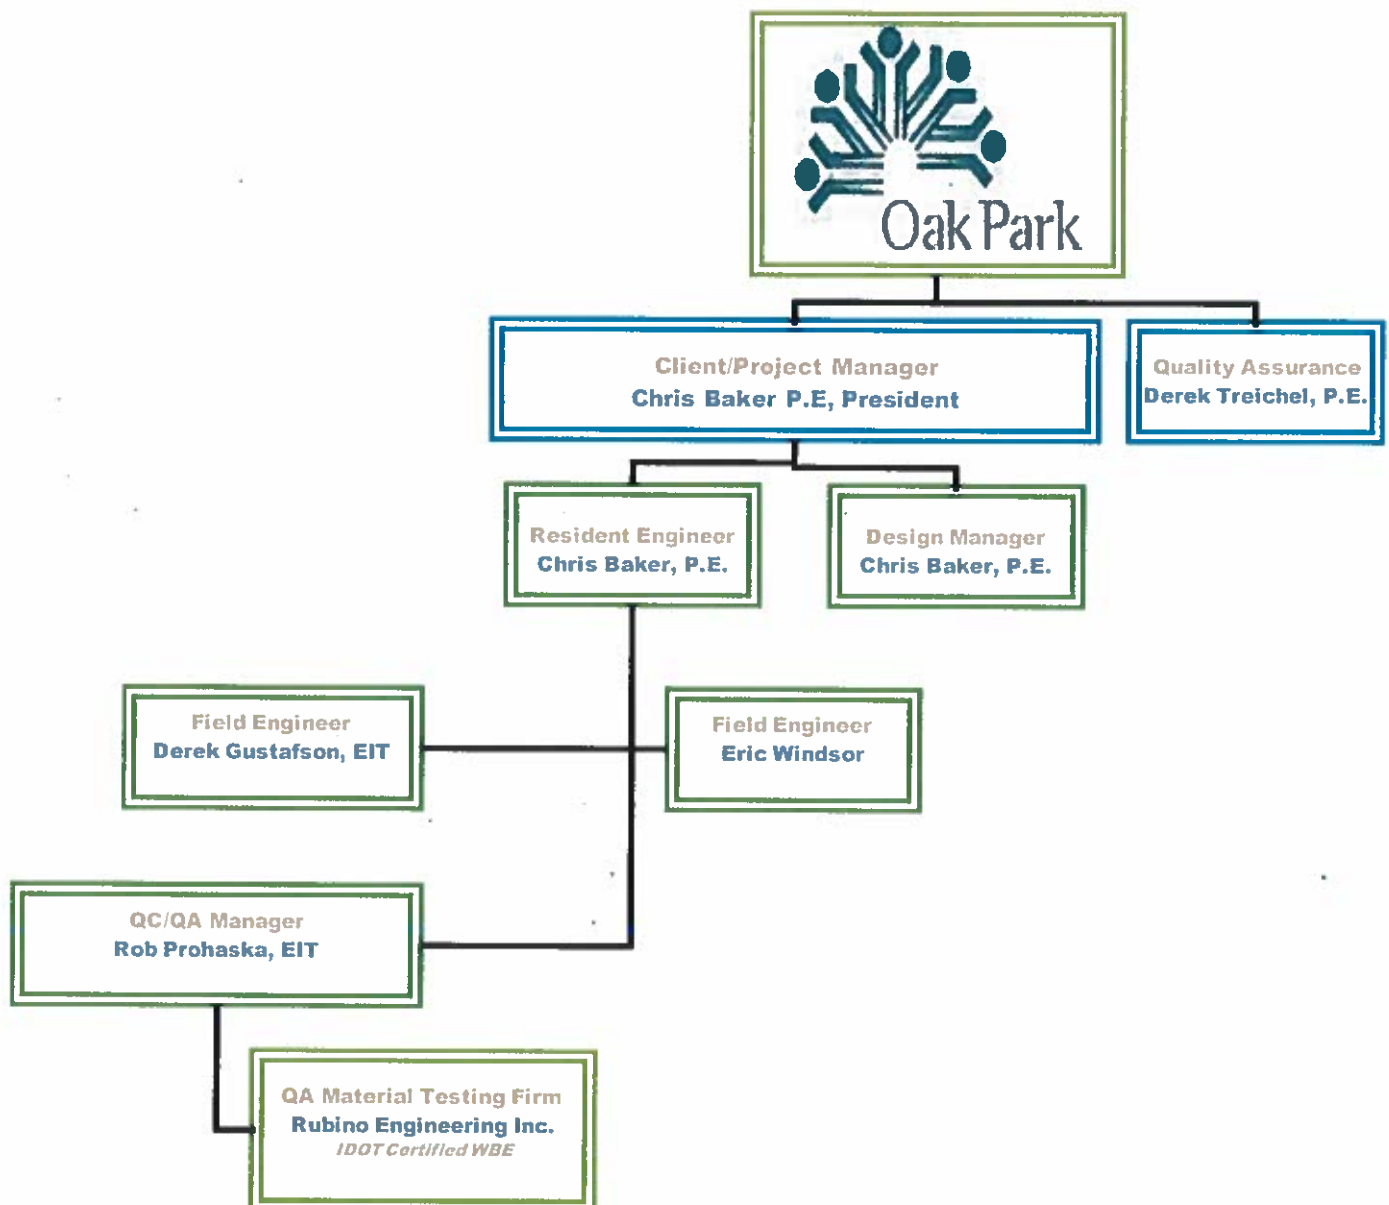 Oak Park
Client/Project Manager
Chris Baker P.E, President
Quality Assurance
Derek Treichel, P.E.
Resident Engineer
Chris Baker, P.E.
Design Manager
Chris Baker, P.E.
Field Engineer
Derek Gustafson, EIT
Field Engineer
Eric Windsor
QC/QA Manager
Rob Prohaska, EIT
QA Material Testing Firm
Rubino Engineering Inc.
IDOT Certified WBE